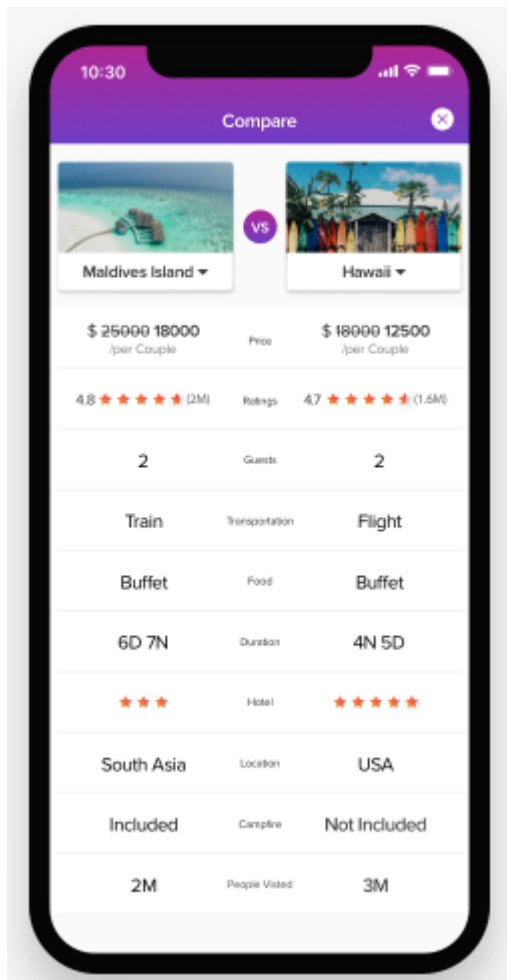 10:30
Compare
VS
Maldives Island
Hawaii
$ 25000 18000
/per Couple
Price
$ 18000 12500
/per Couple
4.8 (2M)
Ratings
4.7 (1.6M)
2
Guests
2
Train
Transportation
Flight
Buffet
Food
Buffet
6D 7N
Duration
4N 5D
Hotel
South Asia
Location
USA
Included
Campfire
Not Included
2M
People Visted
3M